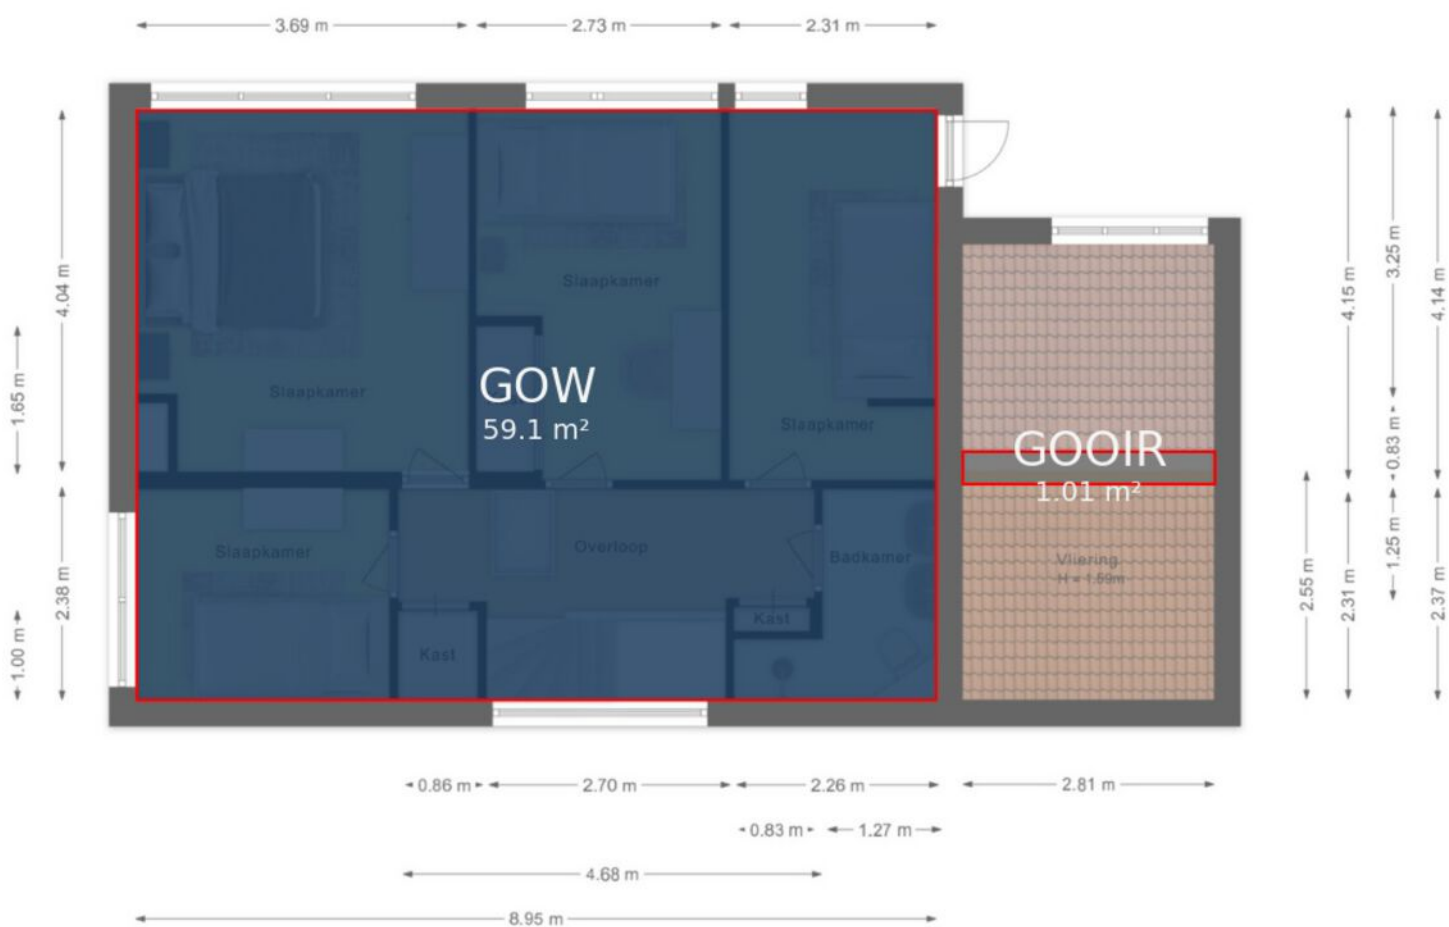 3.69 m
2.73 m
2.31 m
4.04 m
1.65 m
2.38 m
1.00 m
Slaapkamer
Slaapkamer
Slaapkamer
GOW
59.1 m²
Slaapkamer
Overloop
Badkamer
Kast
Kast
GOOIR
1.01 m²
Vliering
H = 1.59m
4.15 m
3.25 m
4.14 m
0.83 m
1.25 m
2.55 m
2.31 m
2.37 m
0.86 m
2.70 m
2.26 m
2.81 m
0.83 m
1.27 m
4.68 m
8.95 m